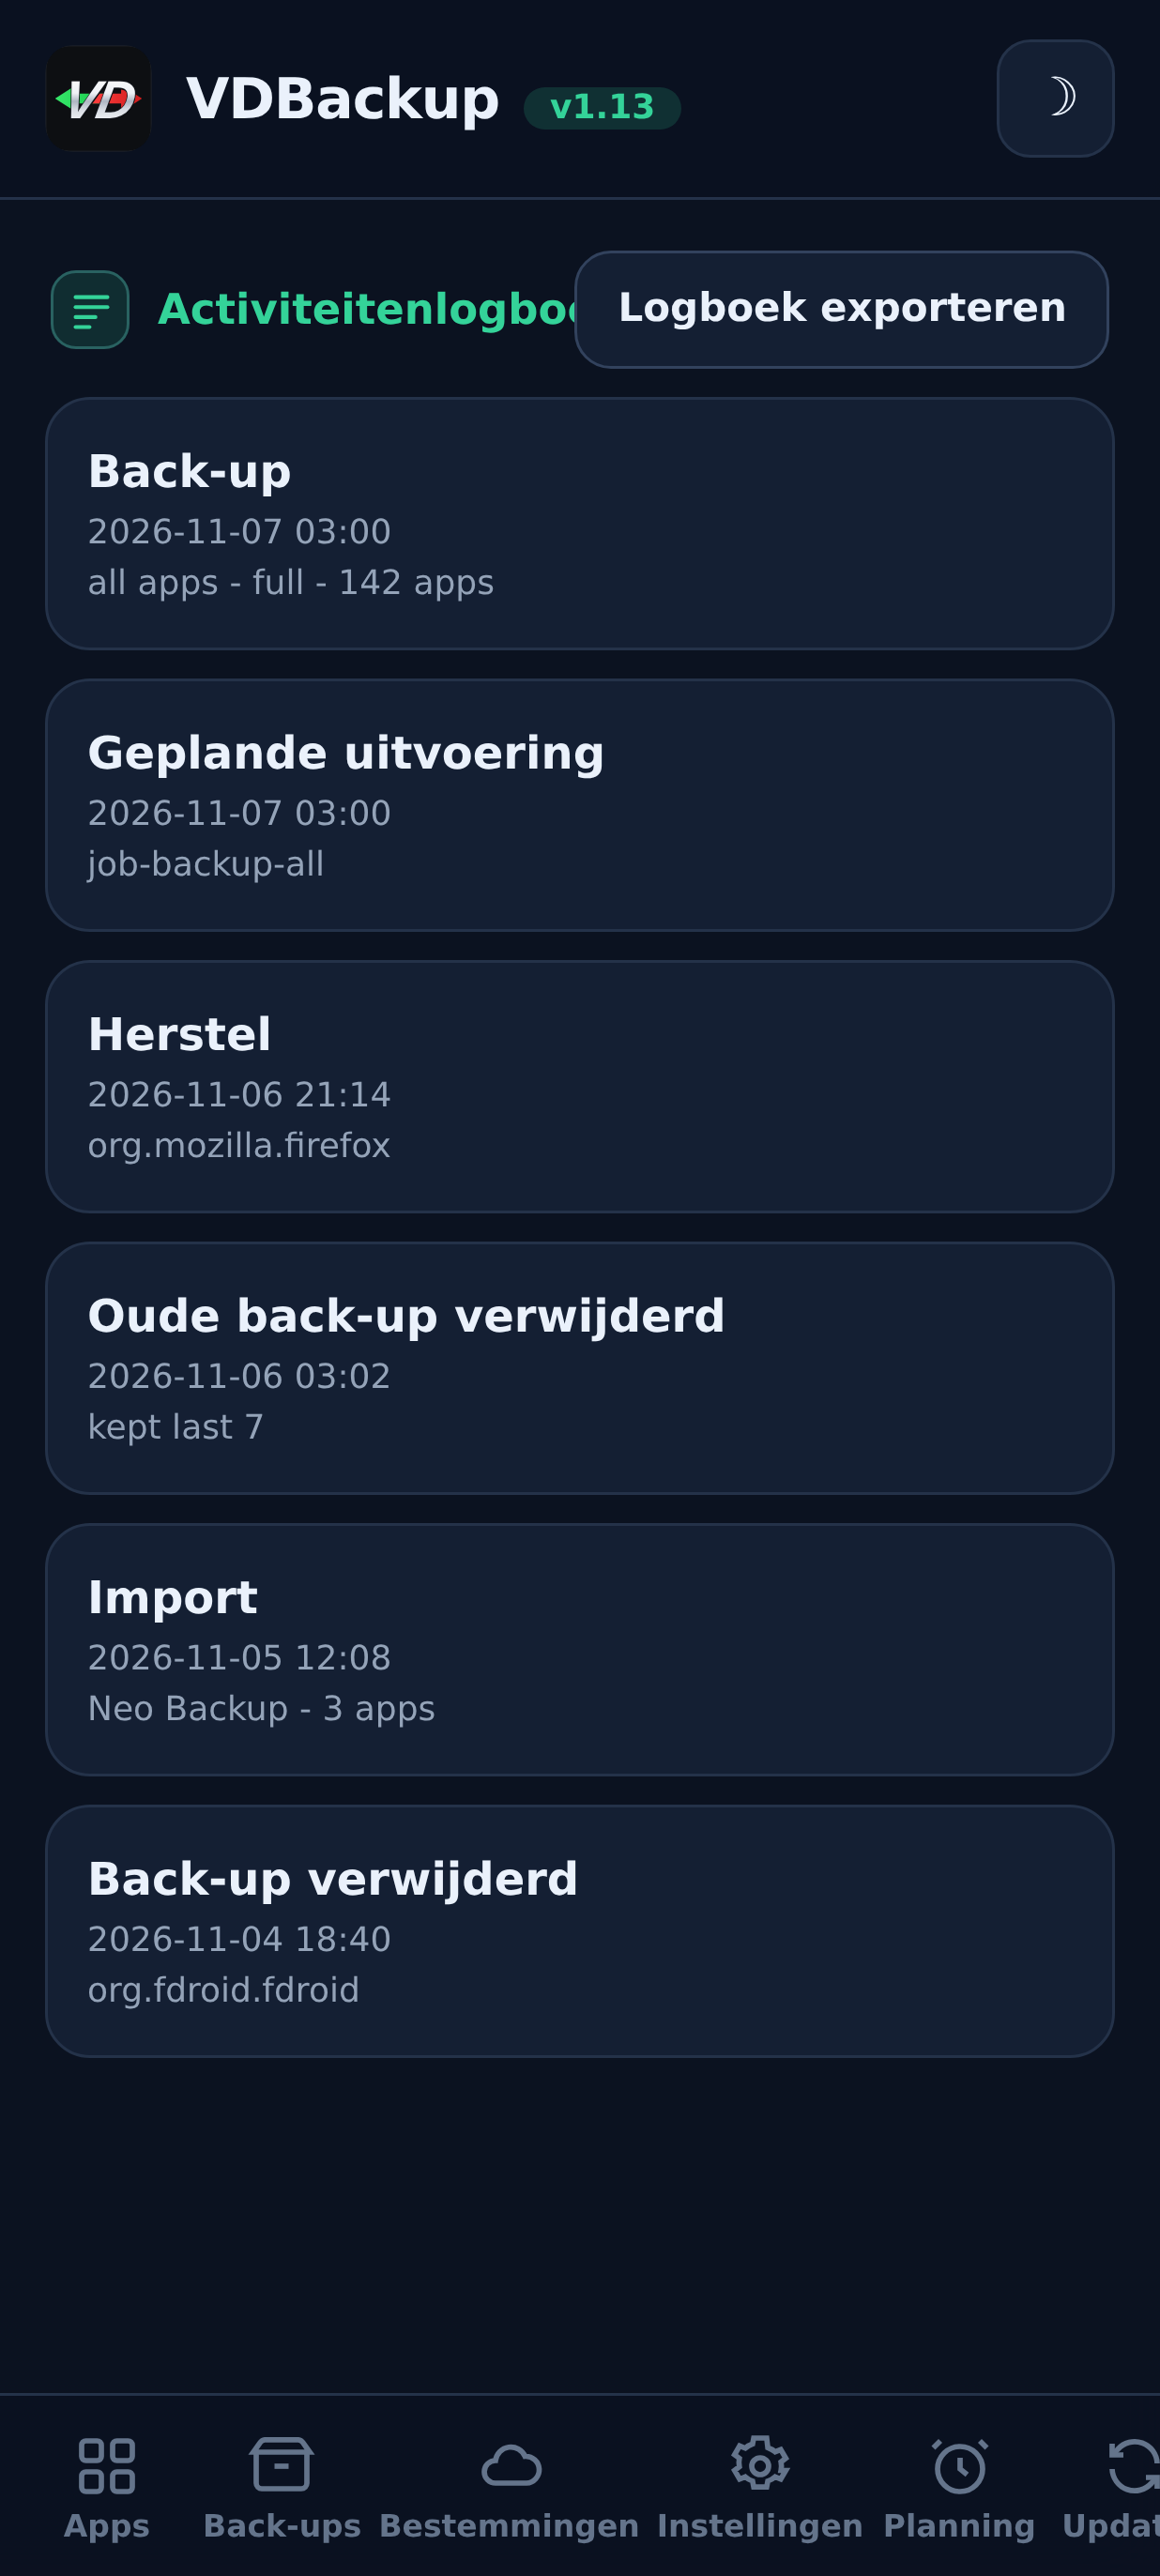 VD
VDBackup v1.13
Activiteitenlogboe
Logboek exporteren
Back-up
2026-11-07 03:00
all apps - full - 142 apps
Geplande uitvoering
2026-11-07 03:00
job-backup-all
Herstel
2026-11-06 21:14
org.mozilla.firefox
Oude back-up verwijderd
2026-11-06 03:02
kept last 7
Import
2026-11-05 12:08
Neo Backup - 3 apps
Back-up verwijderd
2026-11-04 18:40
org.fdroid.fdroid
Apps Back-ups Bestemmingen Instellingen Planning Updat